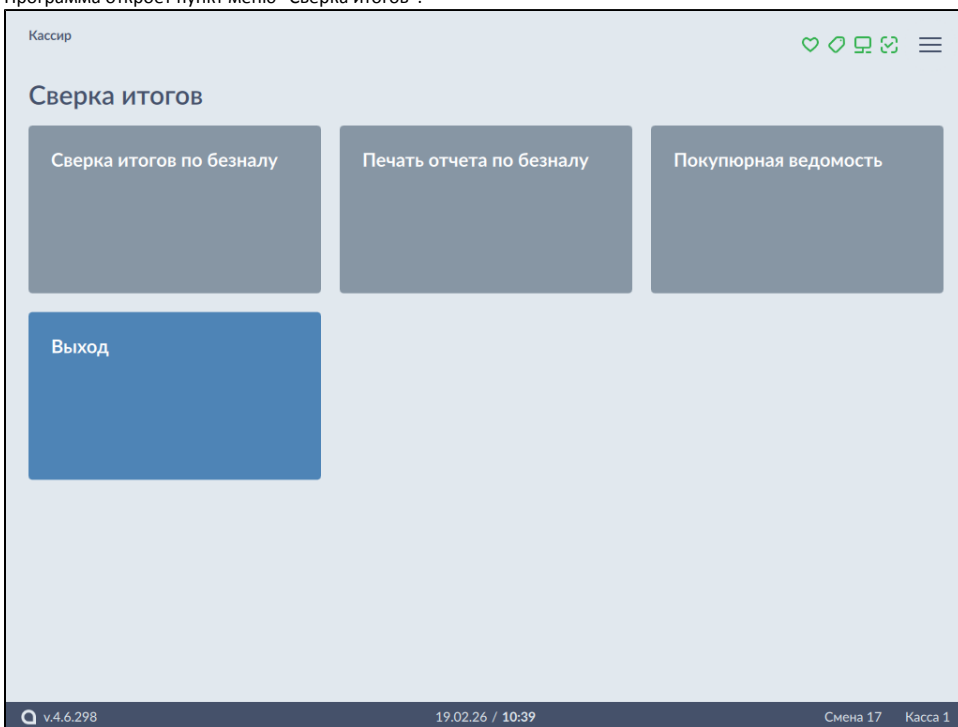 Программа откроет пункт меню "Сверка итогов".
Кассир
Сверка итогов
Сверка итогов по безналу
Печать отчета по безналу
Покупюрная ведомость
Выход
v.4.6.298
19.02.26 / 10:39
Смена 17
Касса 1